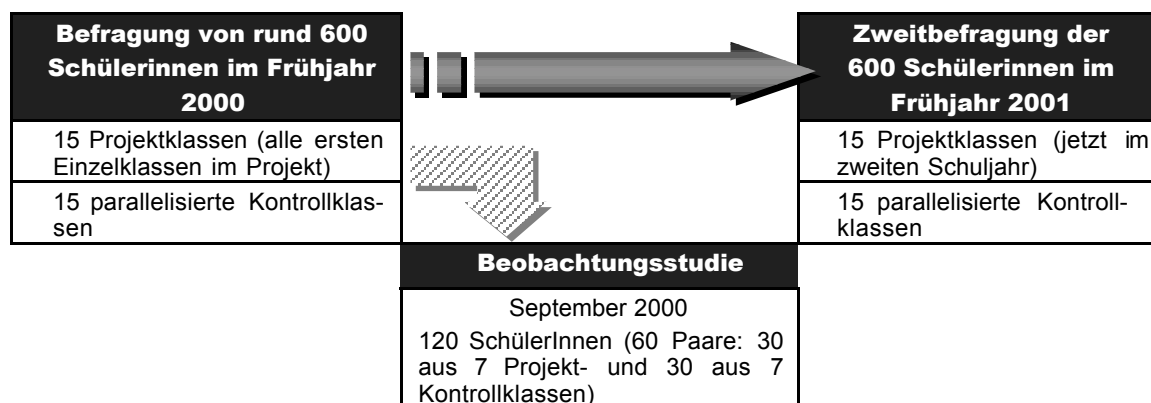 Befragung von rund 600
Schülerinnen im Frühjahr
2000
15 Projektklassen (alle ersten
Einzelklassen im Projekt)
15 parallelisierte Kontrollklas-
sen
Zweitbefragung der
600 Schülerinnen im
Frühjahr 2001
15 Projektklassen (jetzt im
zweiten Schuljahr)
15 parallelisierte Kontroll-
klassen
Beobachtungsstudie
September 2000
120 SchülerInnen (60 Paare: 30
aus 7 Projekt- und 30 aus 7
Kontrollklassen)